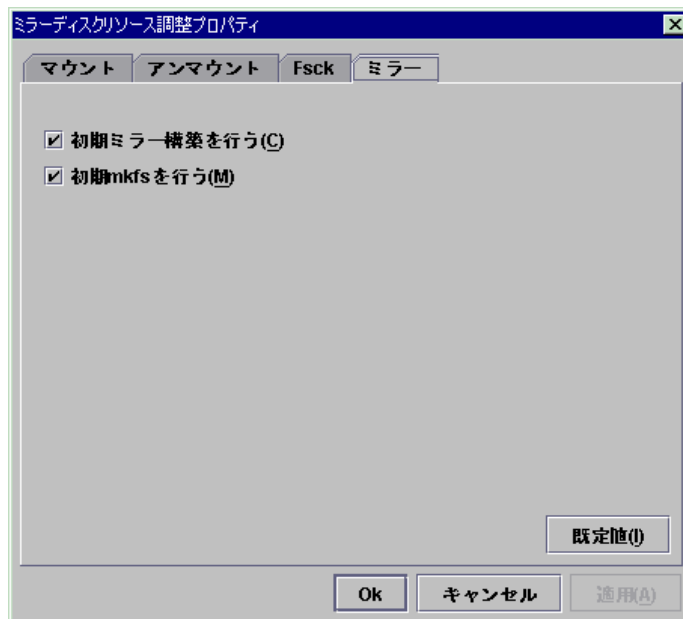 ミラーディスクリソース調整プロパティ
マウント アンマウント Fsck ミラー
初期ミラー構築を行う(C)
初期mkfsを行う(M)
既定値(I)
Ok キャンセル 適用(A)